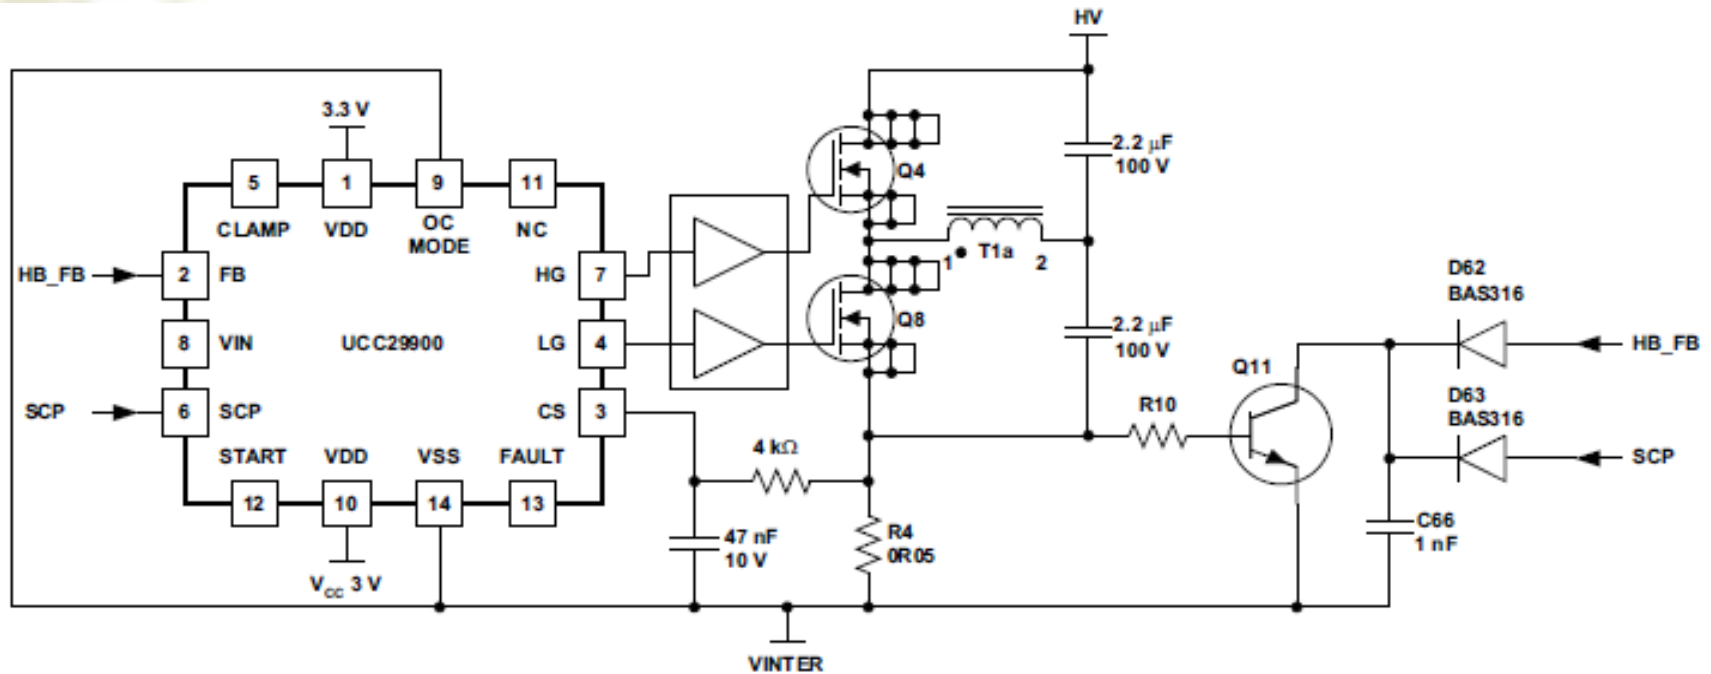 HV
3.3 V
5
1
9
11
CLAMP
VDD
OC
MODE
NC
2.2 µF
100 V
Q4
HB_FB
2
FB
HG
7
1
T1a
2
8
VIN
UCC29900
LG
4
Q8
2.2 µF
100 V
D62
BAS316
HB_FB
SCP
6
SCP
CS
3
Q11
R10
D63
BAS316
SCP
START
VDD
VSS
FAULT
4 kΩ
12
10
14
13
47 nF
10 V
R4
0R05
C66
1 nF
VCC 3 V
VINTER